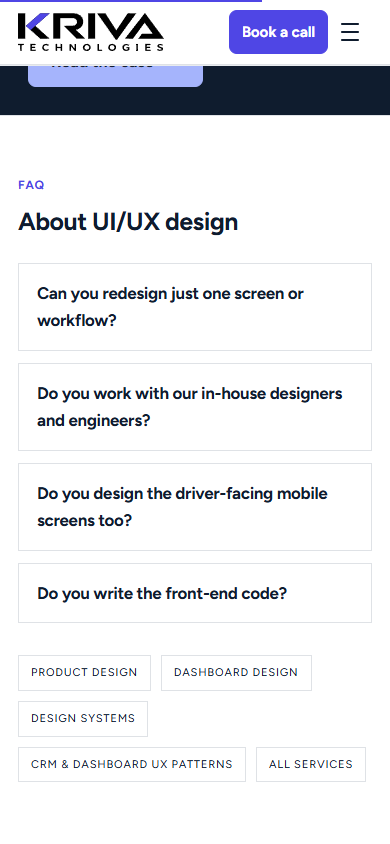 KRIVA
TECHNOLOGIES
Book a call
FAQ
About UI/UX design
Can you redesign just one screen or
workflow?
Do you work with our in-house designers
and engineers?
Do you design the driver-facing mobile
screens too?
Do you write the front-end code?
PRODUCT DESIGN
DASHBOARD DESIGN
DESIGN SYSTEMS
CRM & DASHBOARD UX PATTERNS
ALL SERVICES